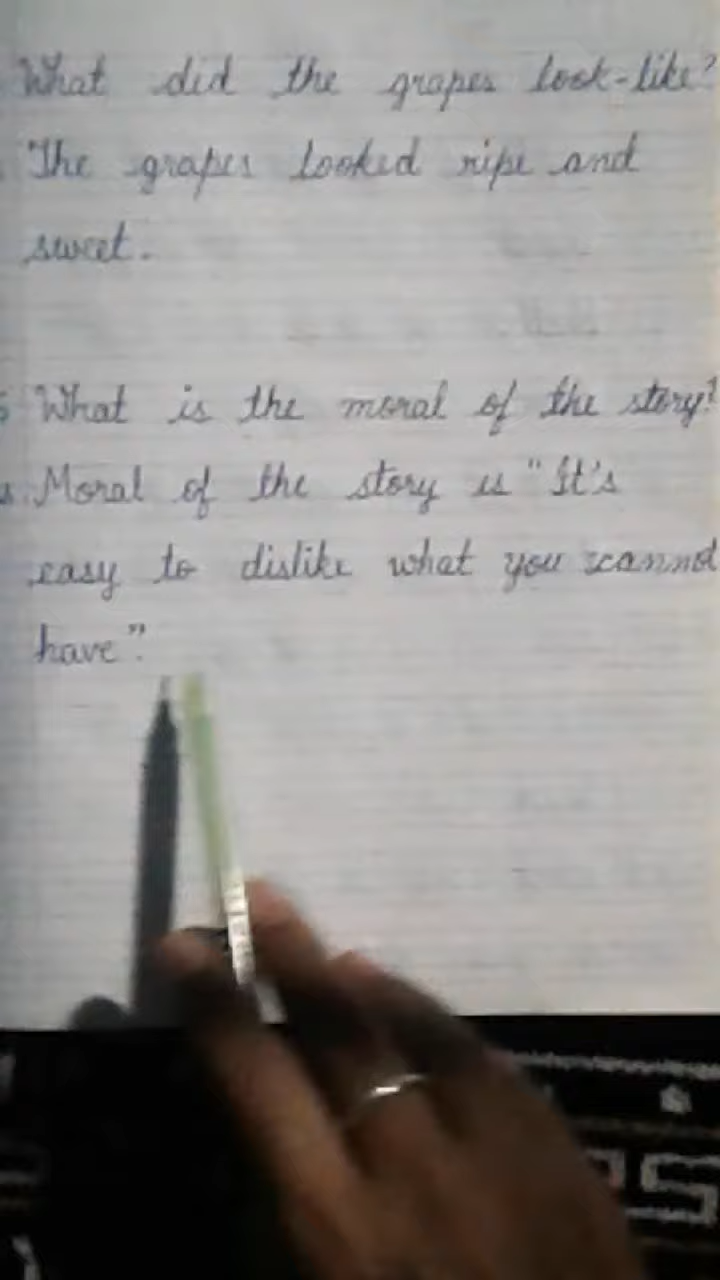 What did the grapes look-like?
The grapes looked ripe and
sweet.
What is the moral of the story?
Moral of the story is "It's
easy to dislike what you cannot
have".